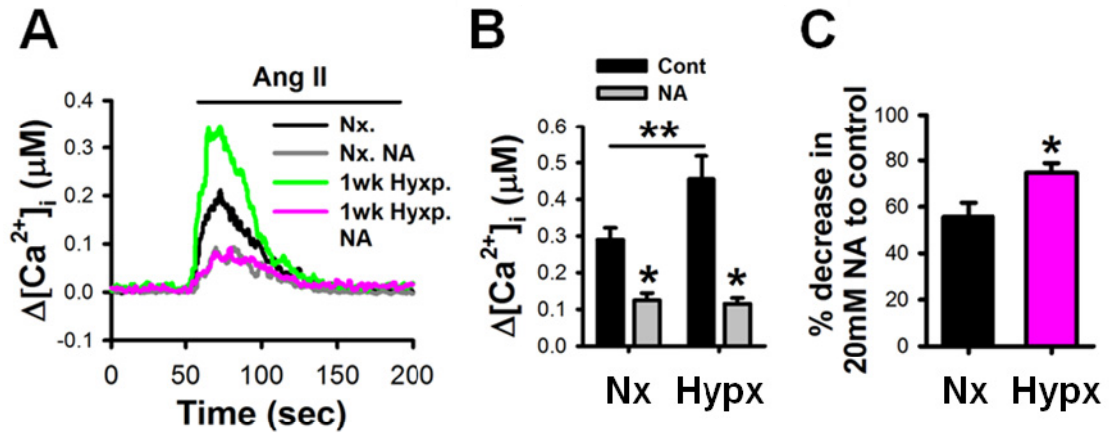 A
Ang II
Δ[Ca²⁺]ᵢ (μM)
0.4
0.3
0.2
0.1
0.0
-0.1
Nx.
Nx. NA
1wk Hyxp.
1wk Hyxp.
NA
0 50 100 150 200
Time (sec)
B
Cont
NA
Δ[Ca²⁺]ᵢ (μM)
0.6
0.5
0.4
0.3
0.2
0.1
0.0
**
*
*
Nx Hypx
C
% decrease in
20mM NA to control
100
80
60
40
20
0
*
Nx Hypx